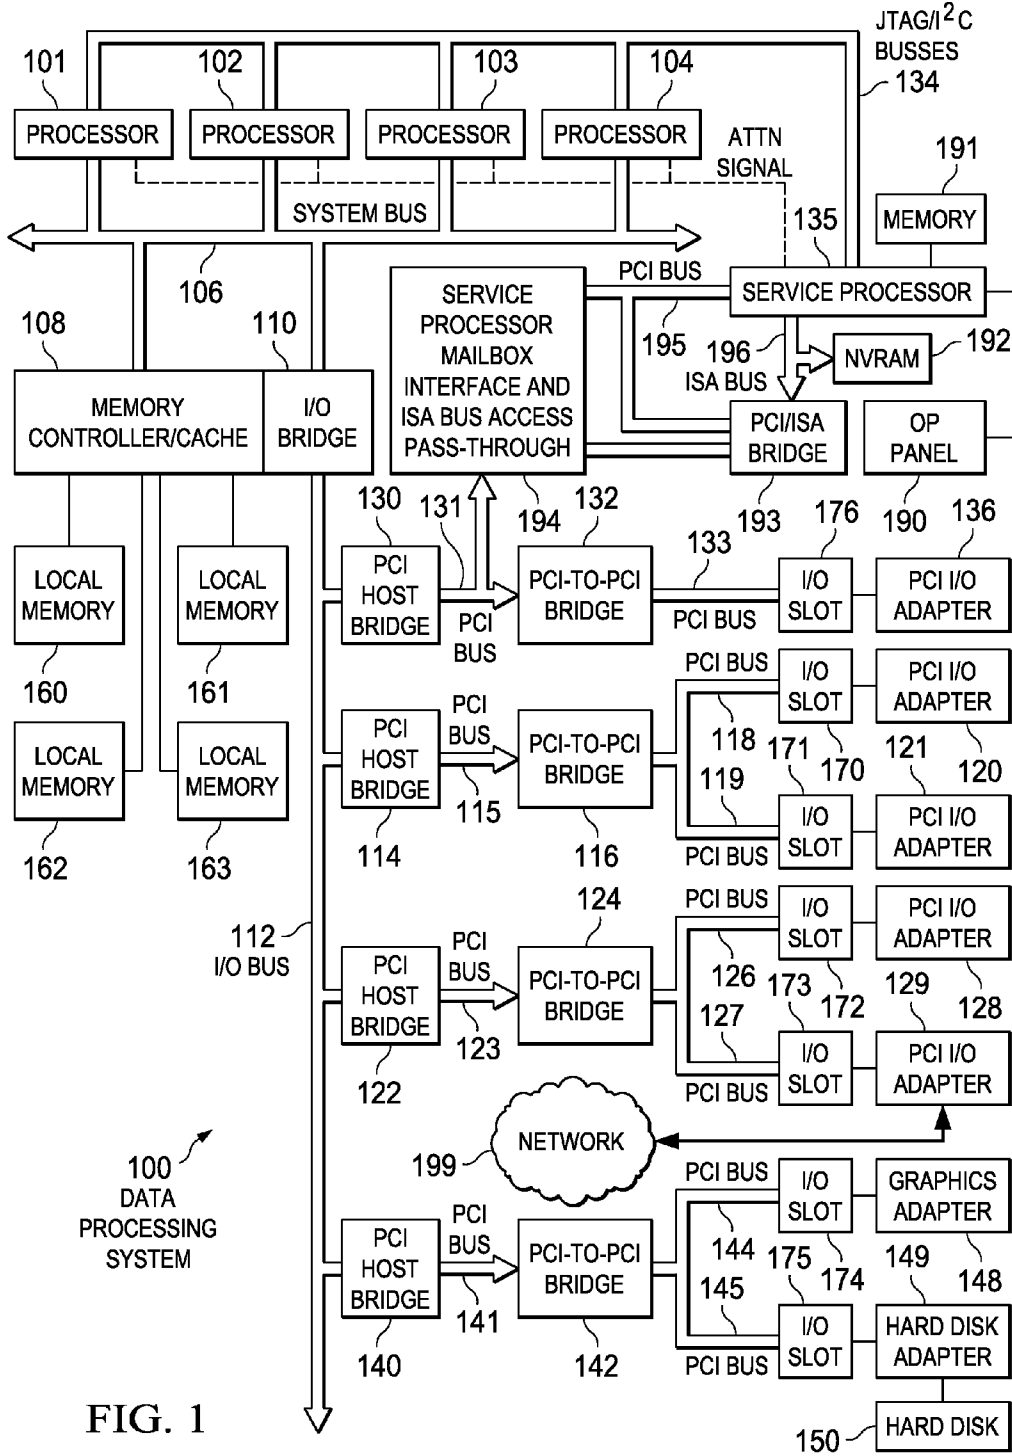 JTAG/I²C
BUSSES
134
101
102
103
104
PROCESSOR
PROCESSOR
PROCESSOR
PROCESSOR
ATTN
SIGNAL
191
MEMORY
SYSTEM BUS
106
135
PCI BUS
195
SERVICE PROCESSOR
196
ISA BUS
192
NVRAM
108
110
MEMORY
CONTROLLER/CACHE
I/O
BRIDGE
SERVICE
PROCESSOR
MAILBOX
INTERFACE AND
ISA BUS ACCESS
PASS-THROUGH
194
PCI/ISA
BRIDGE
193
OP
PANEL
190
130
131
132
133
176
136
PCI
HOST
BRIDGE
PCI
BUS
PCI-TO-PCI
BRIDGE
PCI BUS
I/O
SLOT
PCI I/O
ADAPTER
LOCAL
MEMORY
160
LOCAL
MEMORY
161
LOCAL
MEMORY
162
LOCAL
MEMORY
163
PCI
HOST
BRIDGE
114
PCI
BUS
115
PCI-TO-PCI
BRIDGE
116
PCI BUS
118
I/O
SLOT
170
PCI I/O
ADAPTER
120
119
PCI BUS
171
I/O
SLOT
121
PCI I/O
ADAPTER
112
I/O BUS
PCI
HOST
BRIDGE
122
PCI
BUS
123
124
PCI-TO-PCI
BRIDGE
PCI BUS
126
I/O
SLOT
172
PCI I/O
ADAPTER
128
127
PCI BUS
173
I/O
SLOT
129
PCI I/O
ADAPTER
NETWORK
199
100
DATA
PROCESSING
SYSTEM
PCI
HOST
BRIDGE
140
PCI
BUS
141
PCI-TO-PCI
BRIDGE
142
PCI BUS
144
I/O
SLOT
174
GRAPHICS
ADAPTER
148
145
PCI BUS
175
I/O
SLOT
149
HARD DISK
ADAPTER
150
HARD DISK
FIG. 1